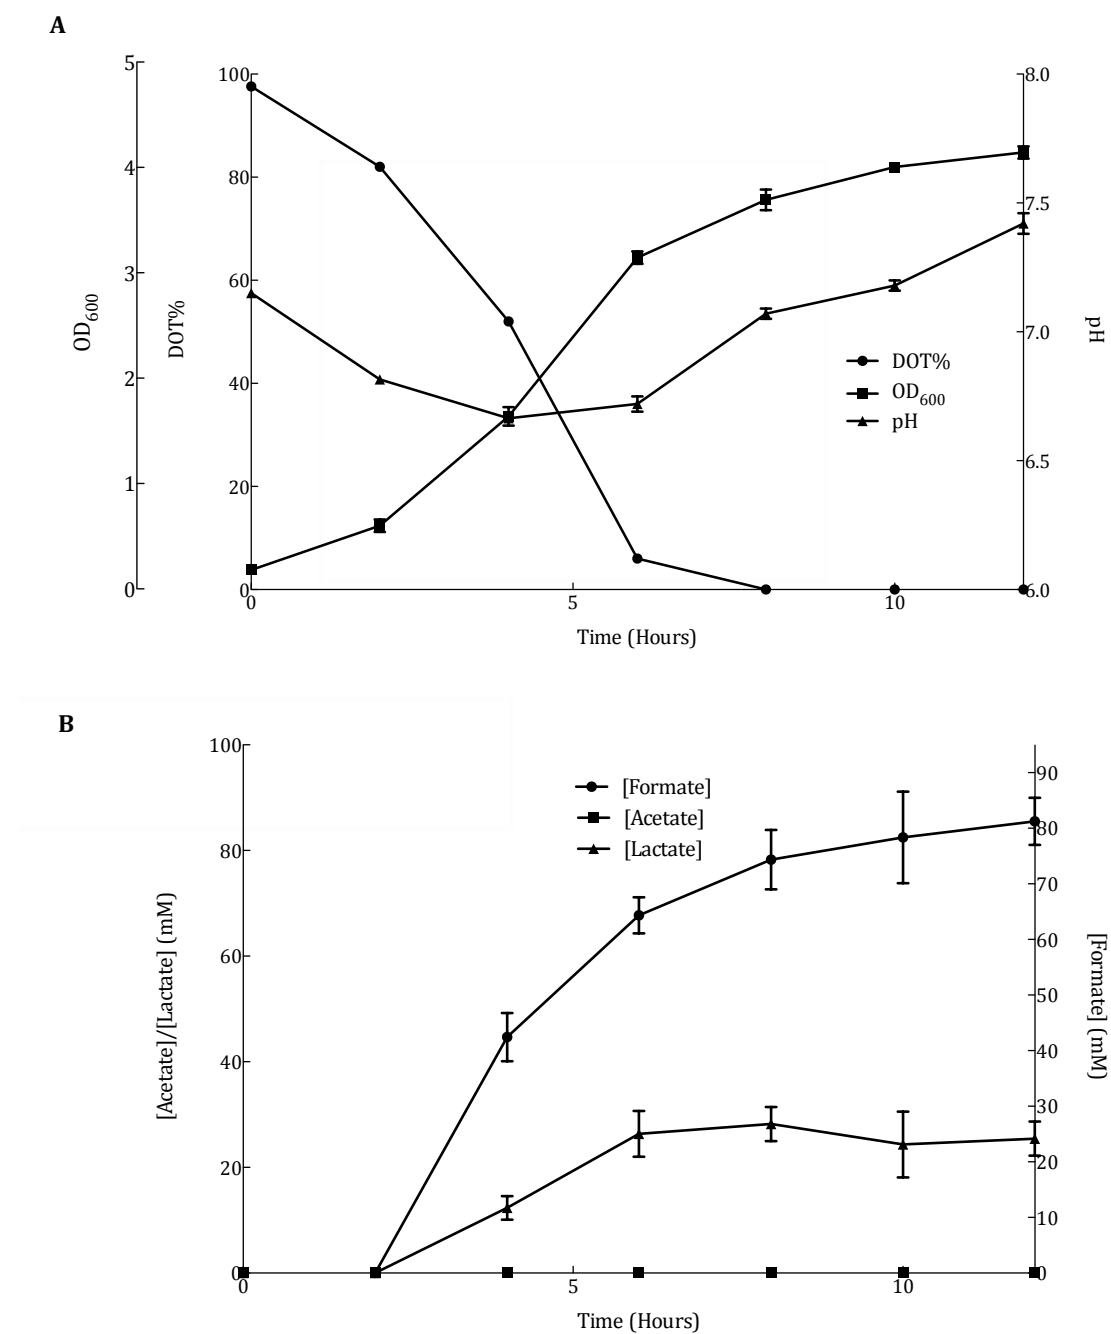 A
5
4
3
2
1
0
OD600
100
80
60
40
20
0
DOT%
8.0
7.5
7.0
6.5
6.0
pH
DOT%
OD600
pH
0 5 10
Time (Hours)
B
100
80
60
40
20
0
[Acetate]/[Lactate] (mM)
[Formate]
[Acetate]
[Lactate]
90
80
70
60
50
40
30
20
10
0
[Formate] (mM)
0 5 10
Time (Hours)